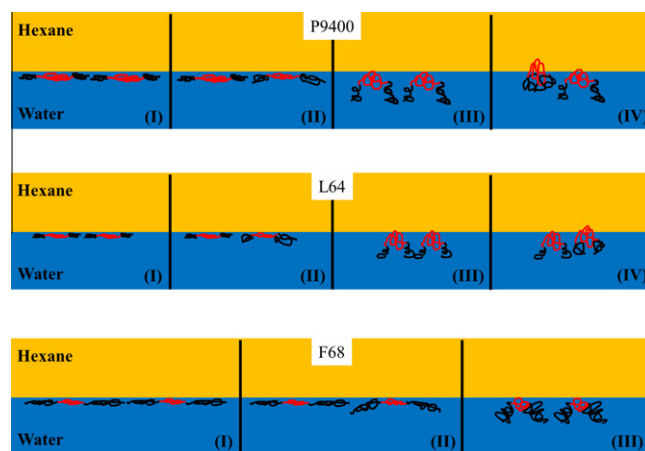 P9400
Hexane
Water (I) (II) (III) (IV)
L64
Hexane
Water (I) (II) (III) (IV)
F68
Hexane
Water (I) (II) (III)